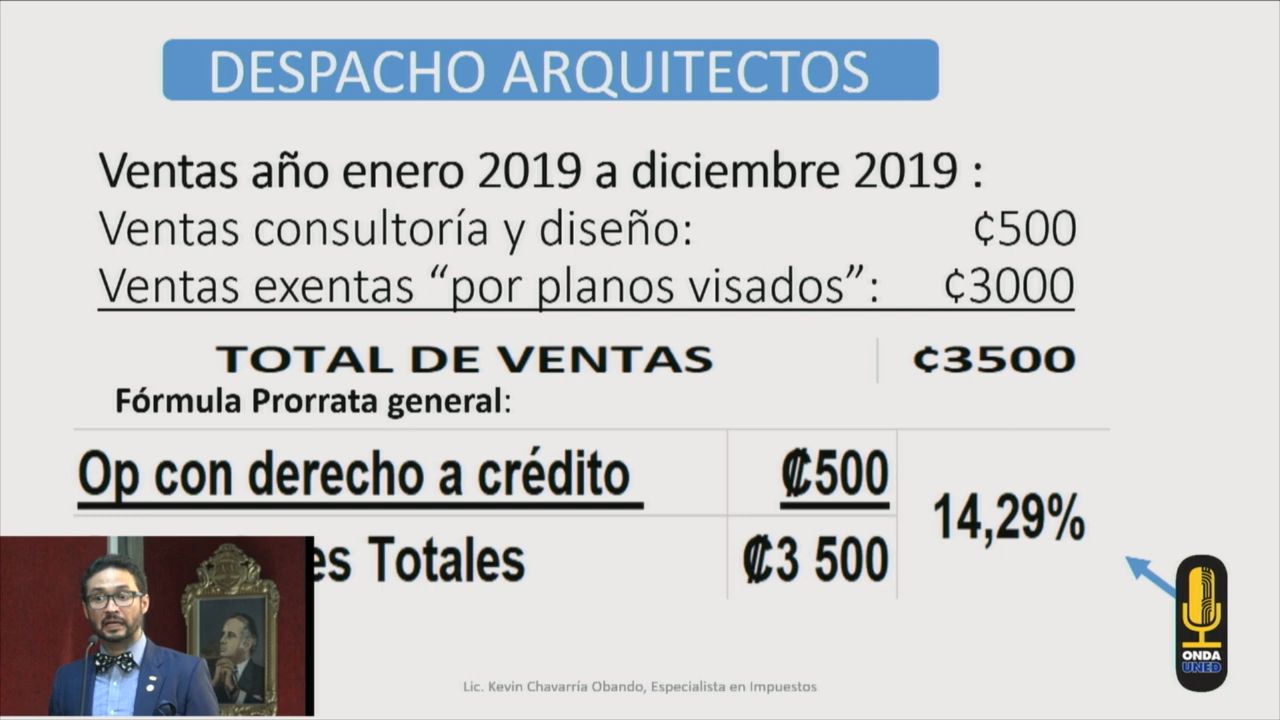 DESPACHO ARQUITECTOS
Ventas año enero 2019 a diciembre 2019 :
Ventas consultoría y diseño: ¢500
Ventas exentas “por planos visados”: ¢3000
TOTAL DE VENTAS ¢3500
Fórmula Prorrata general:
Op con derecho a crédito ₡500
14,29%
es Totales ₡3 500
ONDA
UNED
Lic. Kevin Chavarría Obando, Especialista en Impuestos